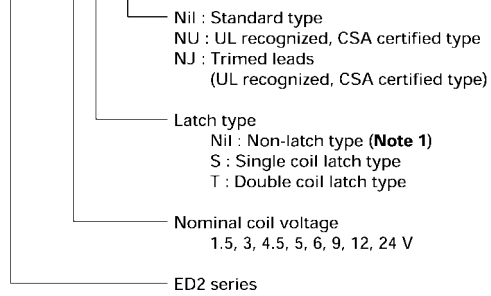 Nil : Standard type
NU : UL recognized, CSA certified type
NJ : Trimed leads
(UL recognized, CSA certified type)
Latch type
Nil : Non-latch type (Note 1)
S : Single coil latch type
T : Double coil latch type
Nominal coil voltage
1.5, 3, 4.5, 5, 6, 9, 12, 24 V
ED2 series